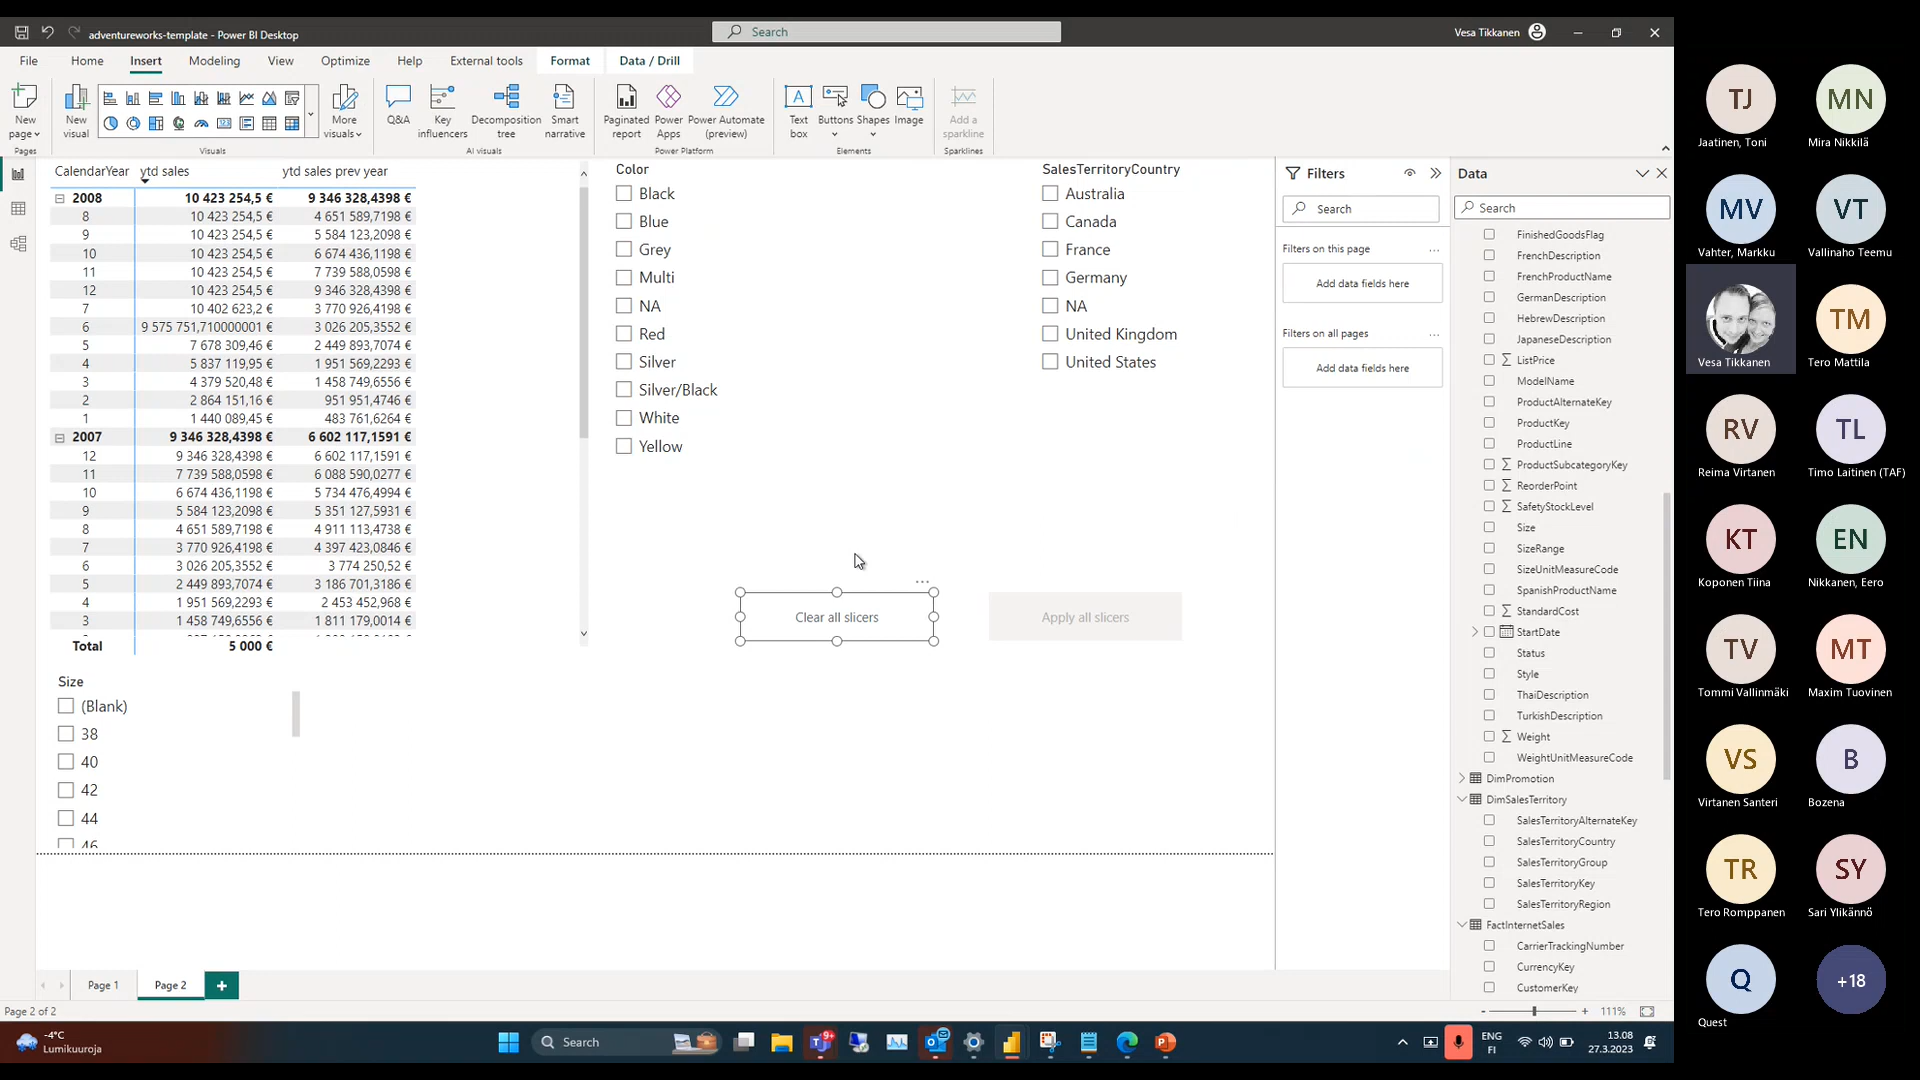 adventureworks-template - Power BI Desktop
Search
Vesa Tikkanen
File Home Insert Modeling View Optimize Help External tools Format Data / Drill
New page
New visual
More visuals
Q&A
Key influencers
Decomposition tree
Smart narrative
Paginated report
Power Apps
Power Automate (preview)
Text box
Buttons
Shapes
Image
Add a sparkline
Pages Visuals AI visuals Power Platform Elements Sparklines
CalendarYear ytd sales ytd sales prev year
2008 10 423 254,5 € 9 346 328,4398 €
8 10 423 254,5 € 4 651 589,7198 €
9 10 423 254,5 € 5 584 123,2098 €
10 10 423 254,5 € 6 674 436,1198 €
11 10 423 254,5 € 7 739 588,0598 €
12 10 423 254,5 € 9 346 328,4398 €
7 10 402 623,2 € 3 770 926,4198 €
6 9 575 751,710000001 € 3 026 205,3552 €
5 7 678 309,46 € 2 449 893,7074 €
4 5 837 119,95 € 1 951 569,2293 €
3 4 379 520,48 € 1 458 749,6556 €
2 2 864 151,16 € 951 951,4746 €
1 1 440 089,45 € 483 761,6264 €
2007 9 346 328,4398 € 6 602 117,1591 €
12 9 346 328,4398 € 6 602 117,1591 €
11 7 739 588,0598 € 6 088 590,0277 €
10 6 674 436,1198 € 5 734 476,4994 €
9 5 584 123,2098 € 5 351 127,5931 €
8 4 651 589,7198 € 4 911 113,4738 €
7 3 770 926,4198 € 4 397 423,0846 €
6 3 026 205,3552 € 3 774 250,52 €
5 2 449 893,7074 € 3 186 701,3186 €
4 1 951 569,2293 € 2 453 452,968 €
3 1 458 749,6556 € 1 811 179,0014 €
Total 5 000 €
Size
(Blank)
38
40
42
44
46
Color
Black
Blue
Grey
Multi
NA
Red
Silver
Silver/Black
White
Yellow
SalesTerritoryCountry
Australia
Canada
France
Germany
NA
United Kingdom
United States
Clear all slicers
Apply all slicers
Filters
Search
Filters on this page
Add data fields here
Filters on all pages
Add data fields here
Data
Search
FinishedGoodsFlag
FrenchDescription
FrenchProductName
GermanDescription
HebrewDescription
JapaneseDescription
ListPrice
ModelName
ProductAlternateKey
ProductKey
ProductLine
ProductSubcategoryKey
ReorderPoint
SafetyStockLevel
Size
SizeRange
SizeUnitMeasureCode
SpanishProductName
StandardCost
StartDate
Status
Style
ThaiDescription
TurkishDescription
Weight
WeightUnitMeasureCode
DimPromotion
DimSalesTerritory
SalesTerritoryAlternateKey
SalesTerritoryCountry
SalesTerritoryGroup
SalesTerritoryKey
SalesTerritoryRegion
FactInternetSales
CarrierTrackingNumber
CurrencyKey
CustomerKey
Page 1 Page 2 +
Page 2 of 2
- + 111%
-4°C
Lumikuuroja
Search
9+
ENG
FI
13.08
27.3.2023
TJ
Jaatinen, Toni
MN
Mira Nikkilä
MV
Vahter, Markku
VT
Vallinaho Teemu
Vesa Tikkanen
TM
Tero Mattila
RV
Reima Virtanen
TL
Timo Laitinen (TAF)
KT
Koponen Tiina
EN
Nikkanen, Eero
TV
Tommi Vallinmäki
MT
Maxim Tuovinen
VS
Virtanen Santeri
B
Bozena
TR
Tero Romppanen
SY
Sari Ylikännö
Q
Quest
+18